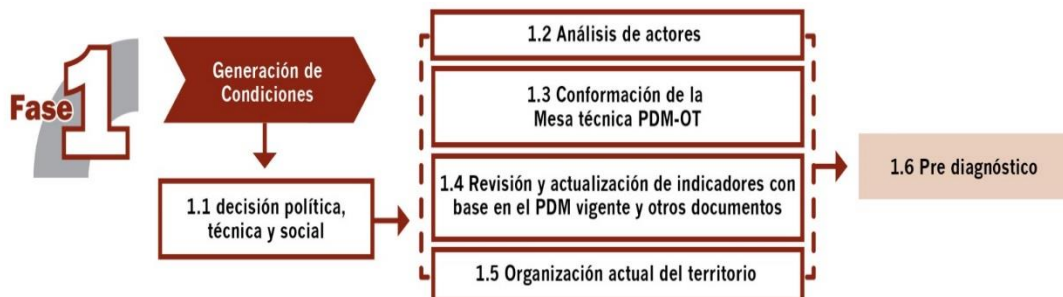 Fase 1
Generación de
Condiciones
1.1 decisión política,
técnica y social
1.2 Análisis de actores
1.3 Conformación de la
Mesa técnica PDM-OT
1.4 Revisión y actualización de indicadores con
base en el PDM vigente y otros documentos
1.5 Organización actual del territorio
1.6 Pre diagnóstico